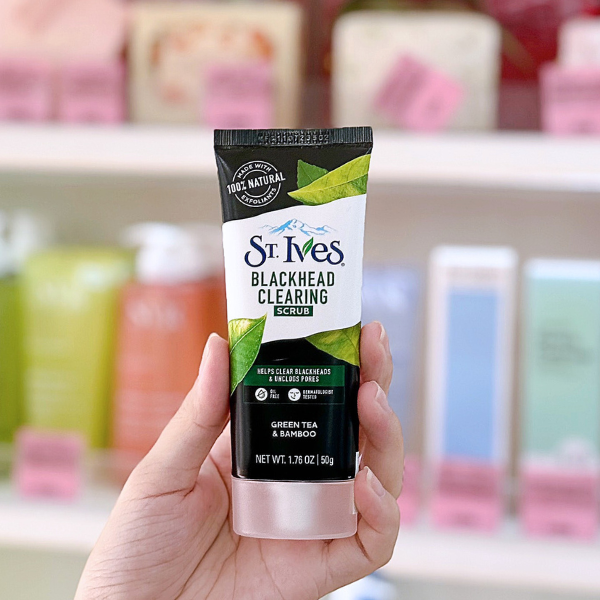 MADE WITH
100% NATURAL
EXFOLIANTS
ST. IVES®
BLACKHEAD
CLEARING
SCRUB
HELPS CLEAR BLACKHEADS
& UNCLOGS PORES
OIL
FREE
DERMATOLOGIST
TESTED
GREEN TEA
& BAMBOO
NET WT. 1.76 OZ | 50g